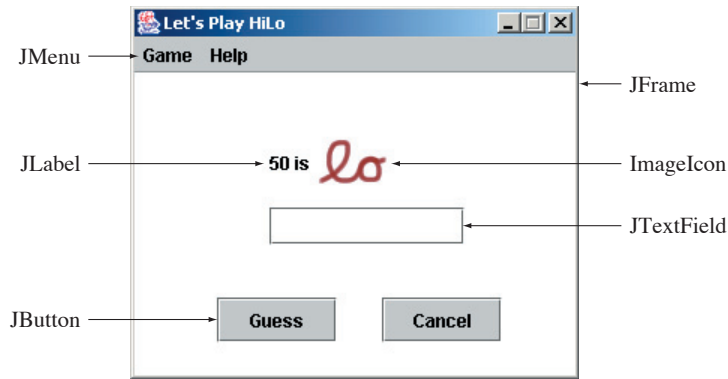 Let's Play HiLo
JMenu Game Help
JFrame
JLabel 50 is lo ImageIcon
JTextField
JButton Guess Cancel